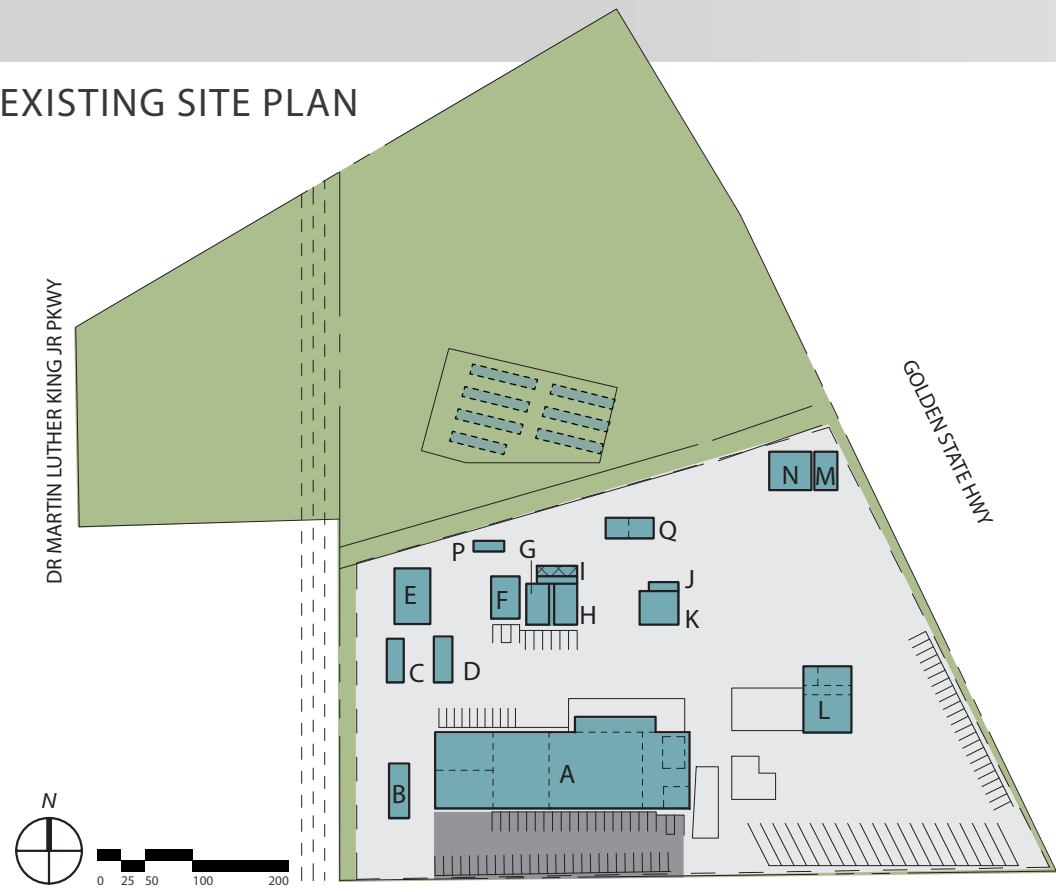 EXISTING SITE PLAN
DR MARTIN LUTHER KING JR PKWY
GOLDEN STATE HWY
N M
Q
P G
I
E F H
J
K
C D
L
A
B
N
0 25 50 100 200